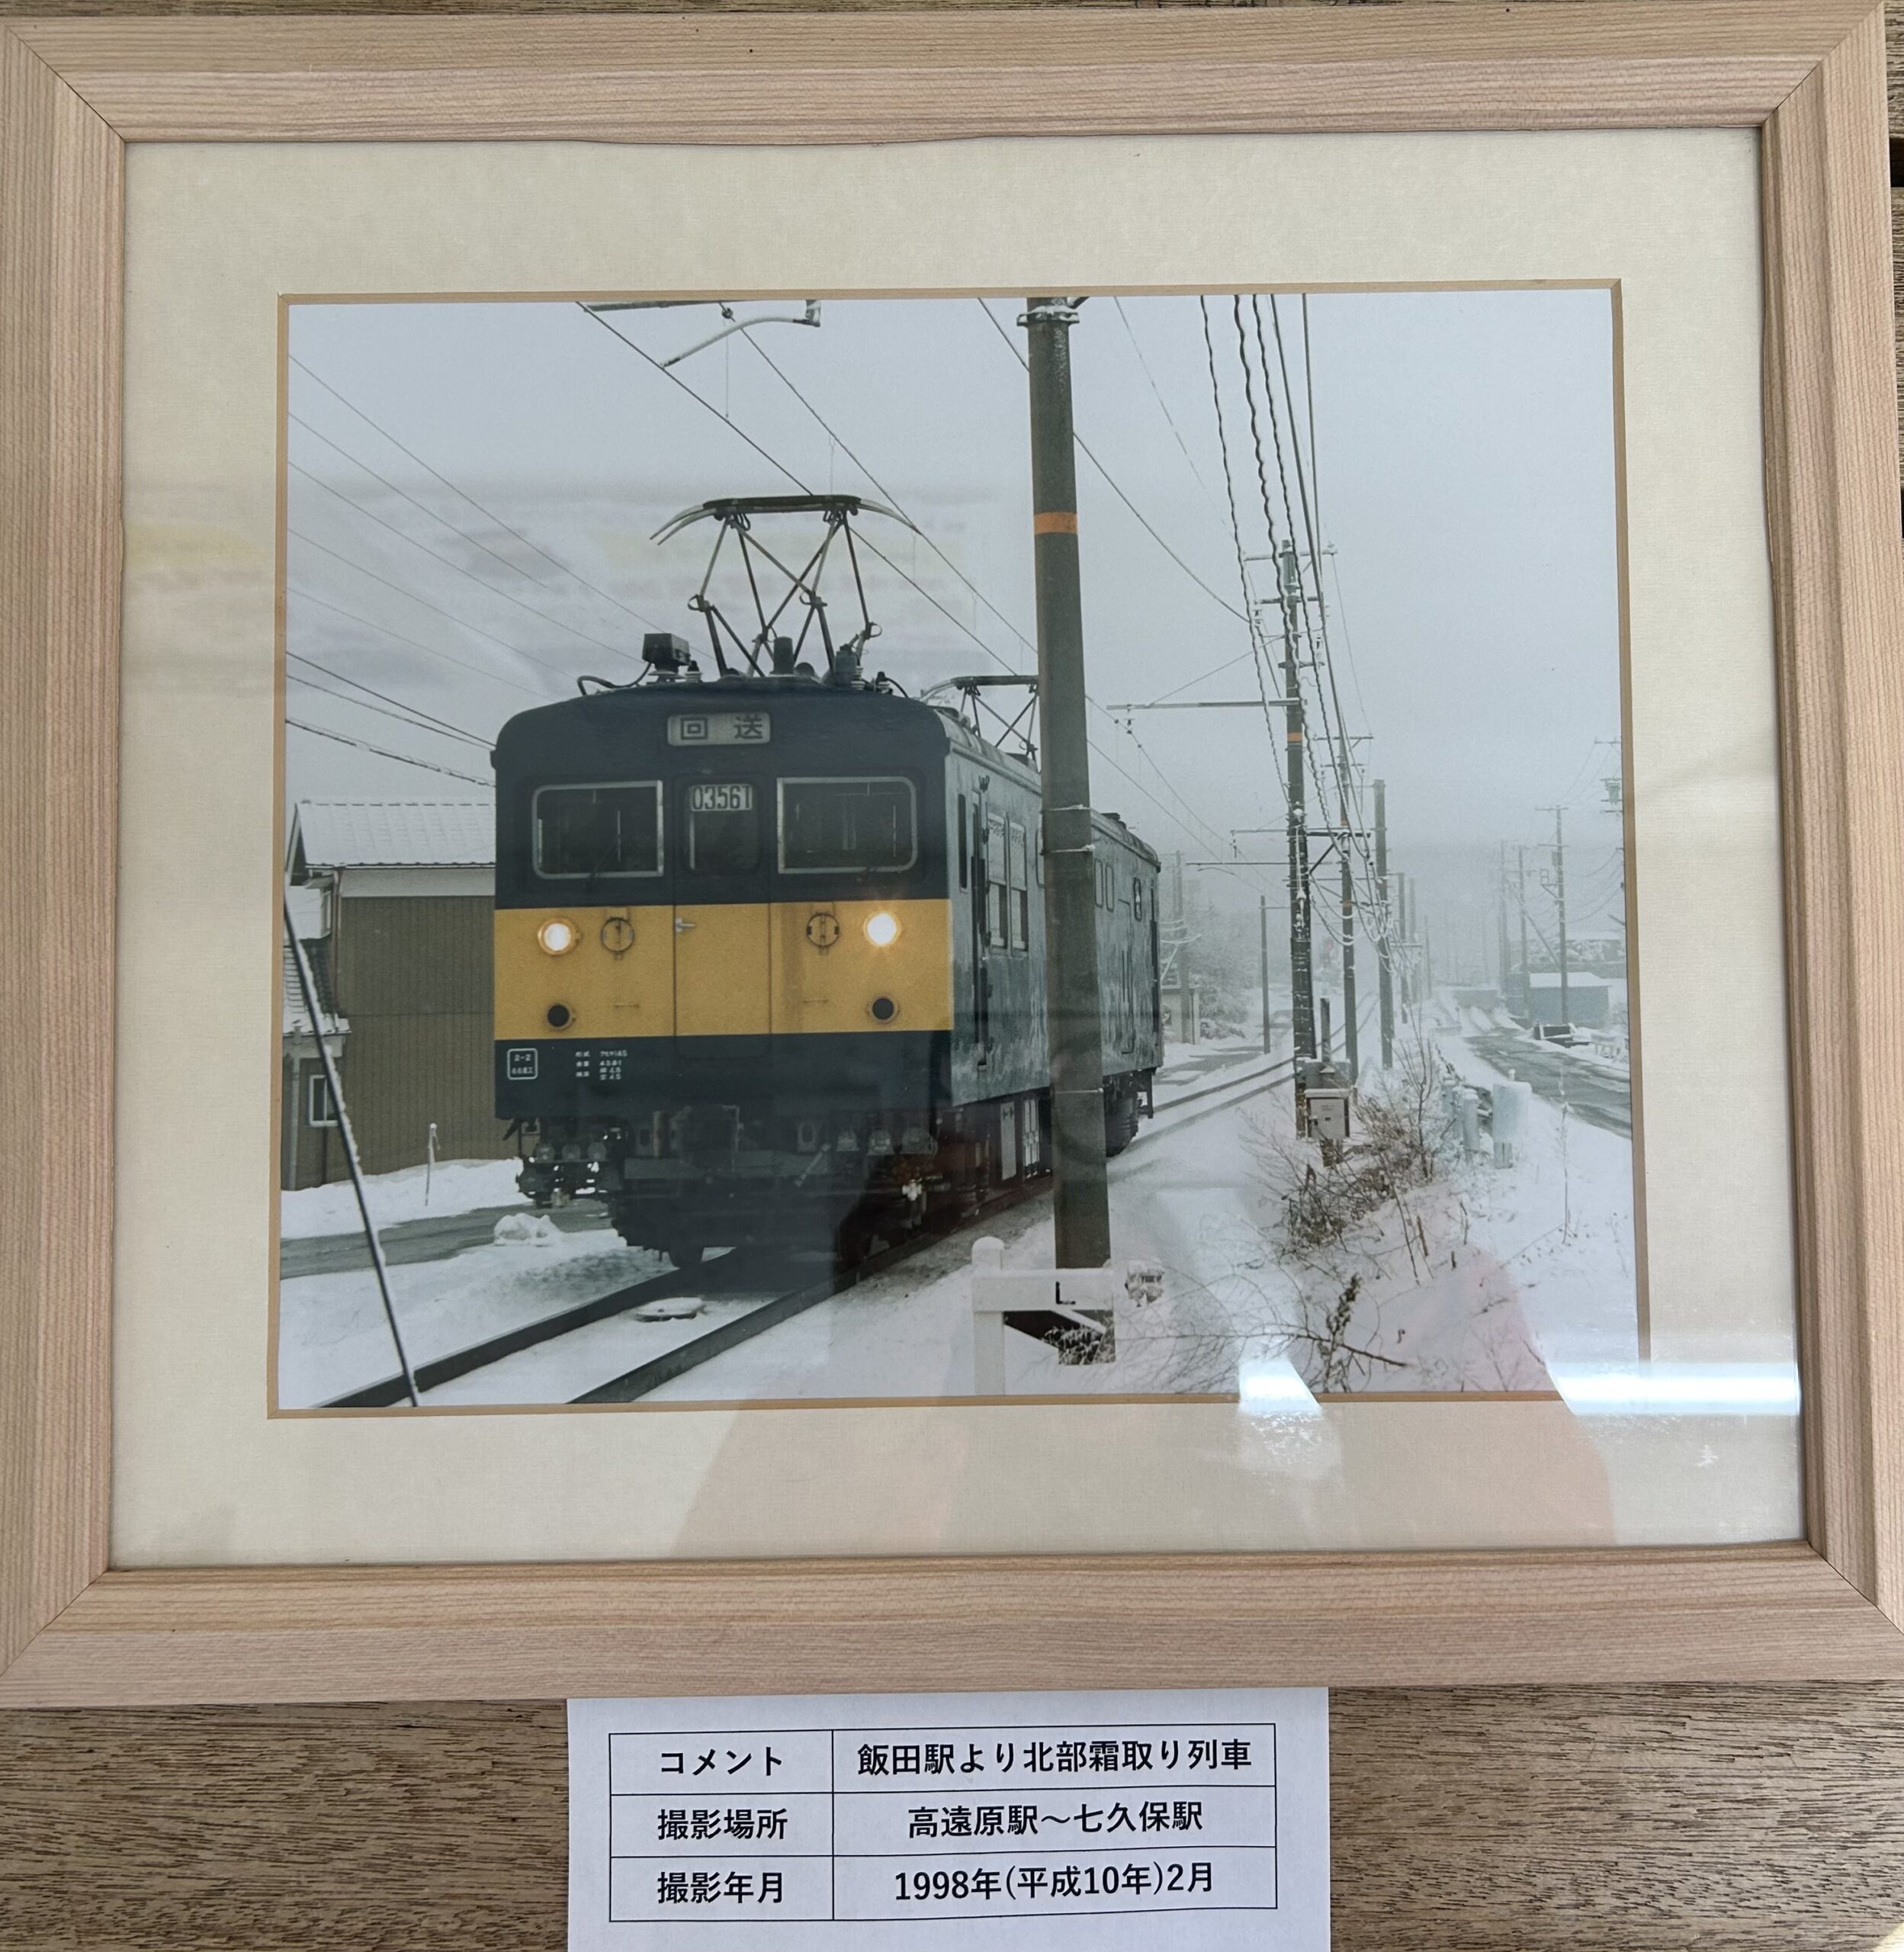 回送
03561
2-2
コメント 飯田駅より北部霜取り列車
撮影場所 高遠原駅～七久保駅
撮影年月 1998年(平成10年)2月